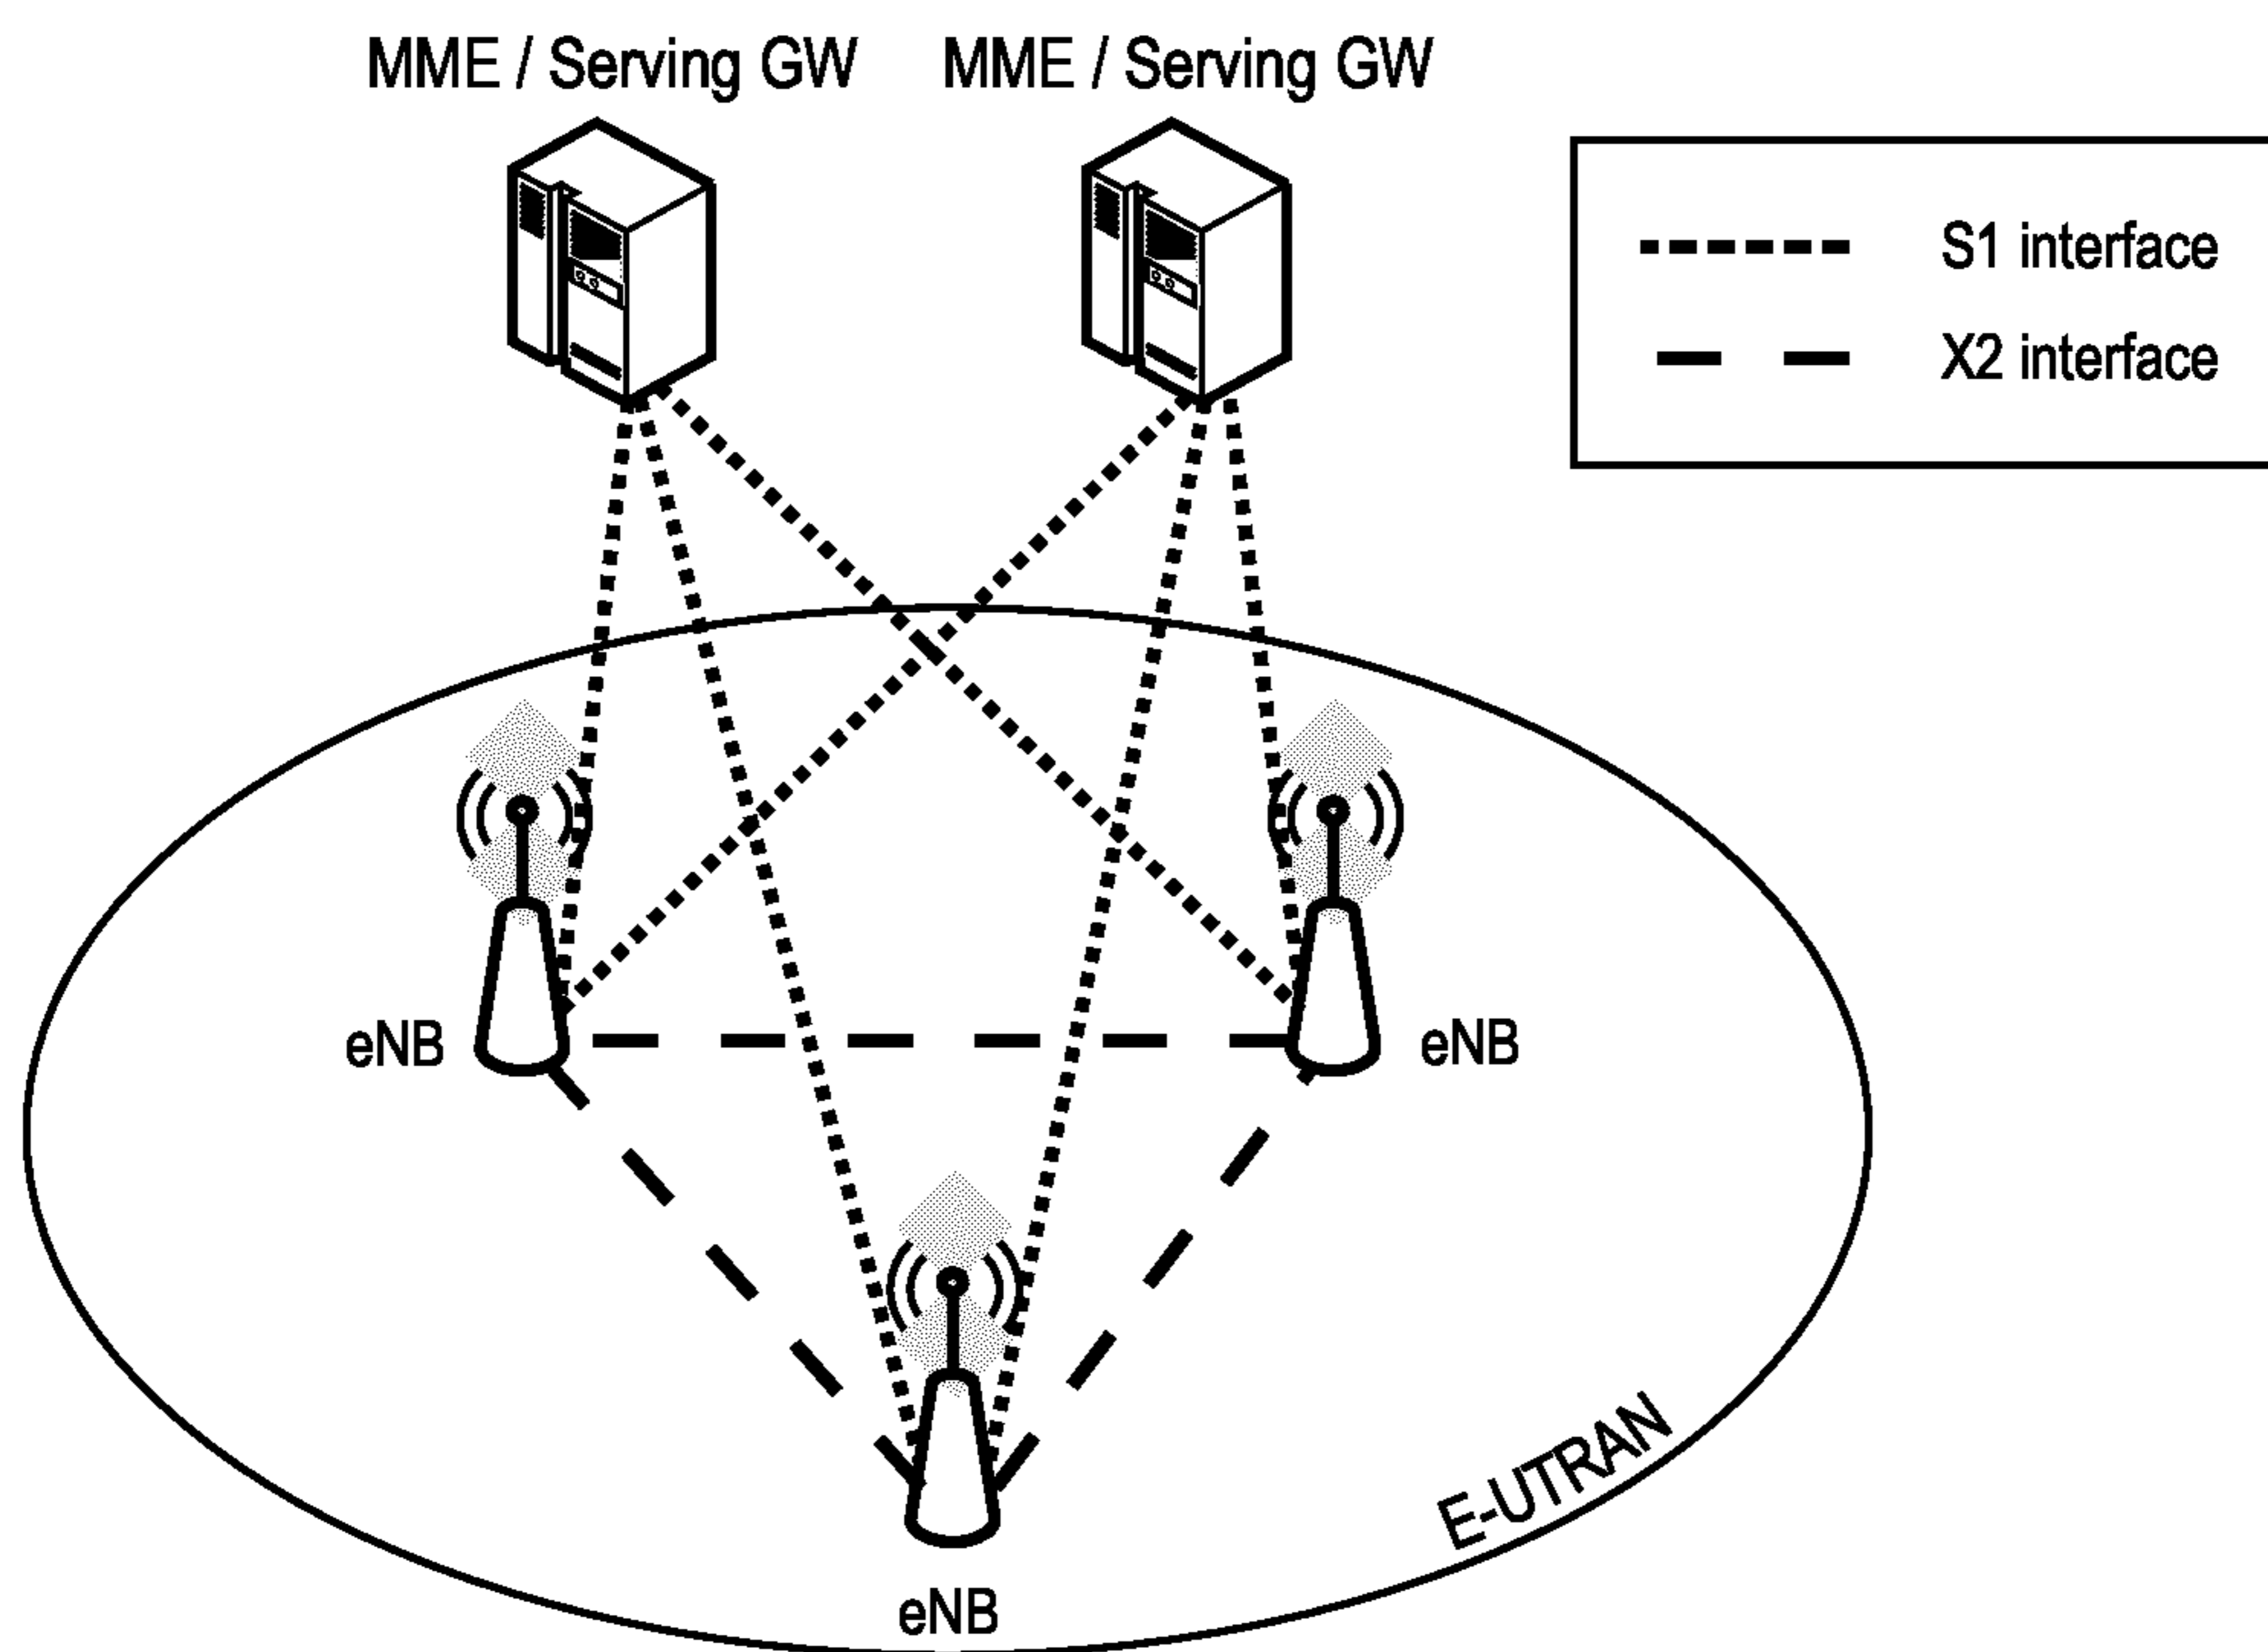 MME / Serving GW
MME / Serving GW
S1 interface
X2 interface
eNB
eNB
E-UTRAN
eNB